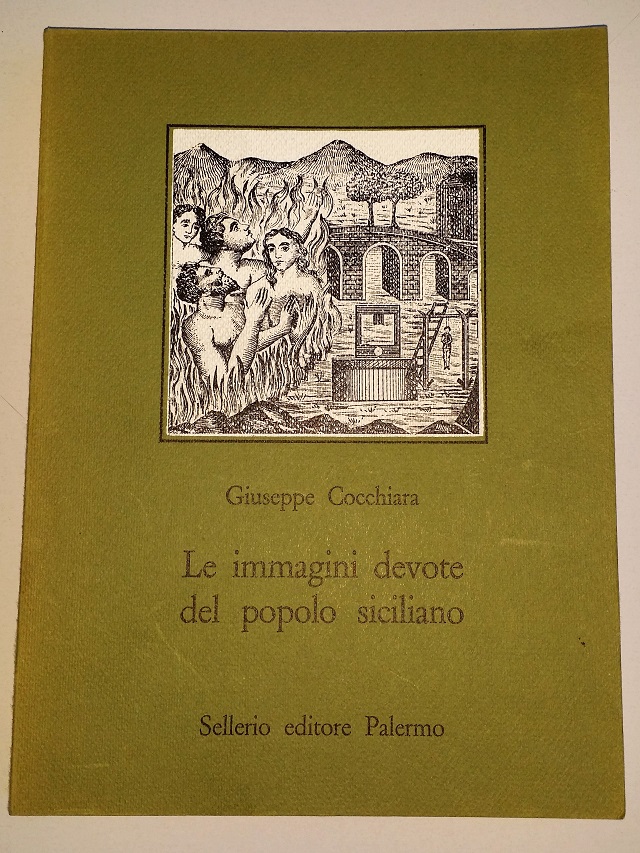 Giuseppe Cocchiara
Le immagini devote
del popolo siciliano
Sellerio editore Palermo